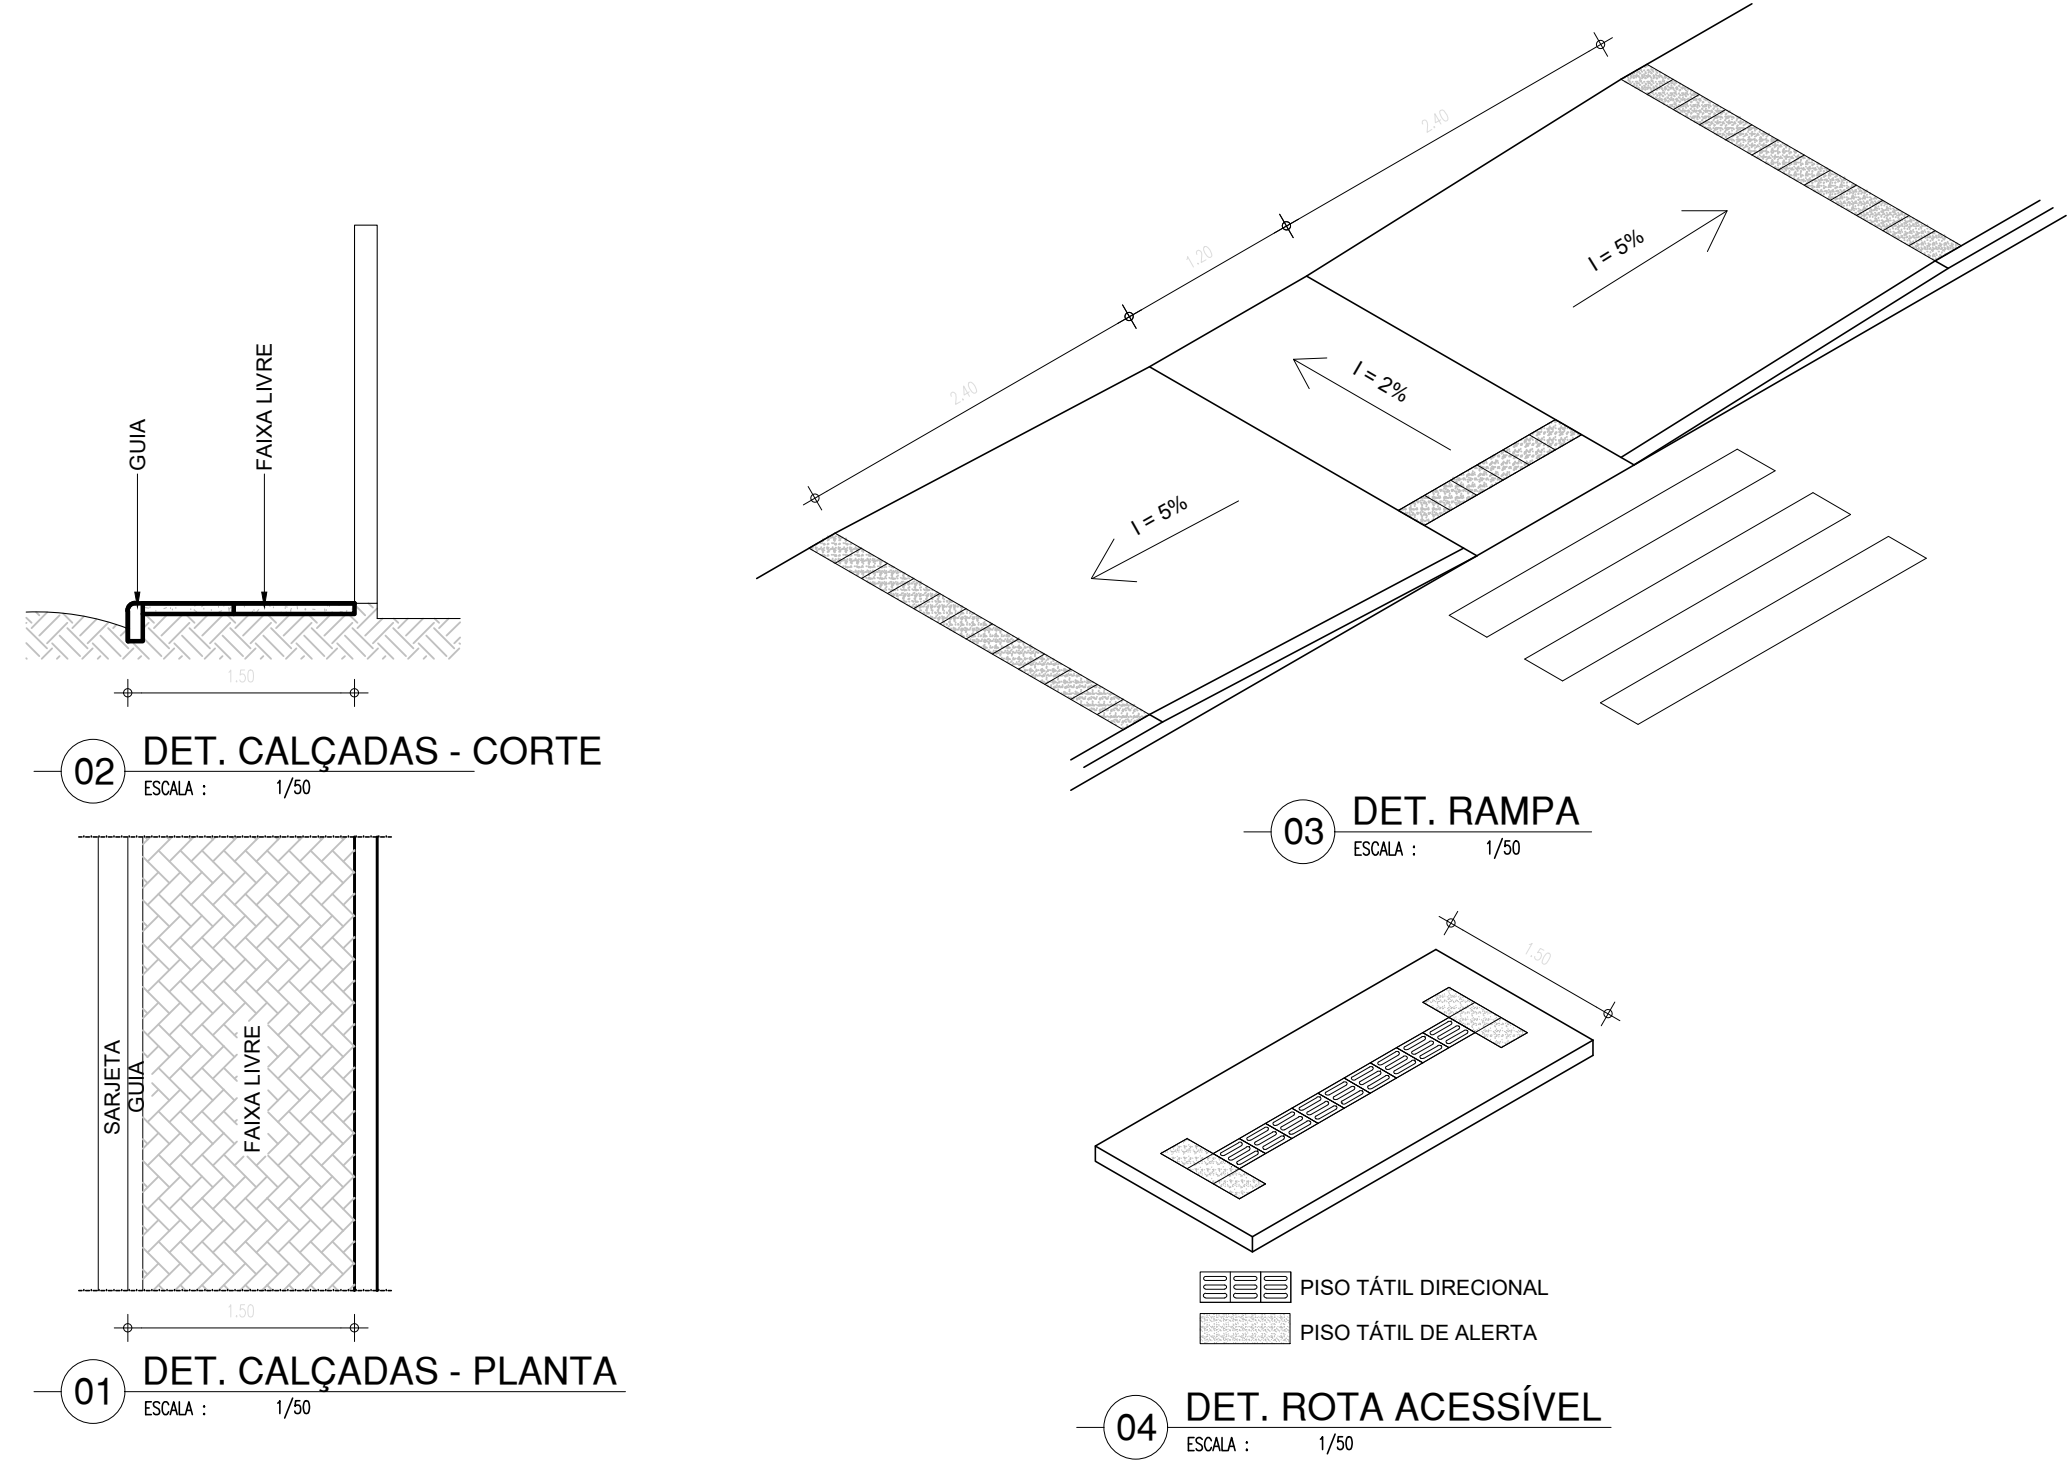 GUIA
FAIXA LIVRE
1.50
02
DET. CALÇADAS - CORTE
ESCALA : 1/50
SARJETA
GUIA
FAIXA LIVRE
1.50
01
DET. CALÇADAS - PLANTA
ESCALA : 1/50
2.40
1.20
2.40
I = 5%
I = 2%
I = 5%
03
DET. RAMPA
ESCALA : 1/50
1.50
PISO TÁTIL DIRECIONAL
PISO TÁTIL DE ALERTA
04
DET. ROTA ACESSÍVEL
ESCALA : 1/50